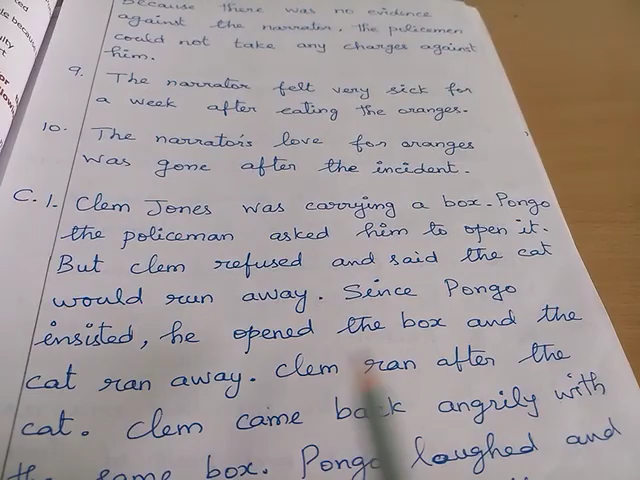 because there was no evidence
against the narrator, the policemen
could not take any charges against
him.
9. The narrator felt very sick for
a week after eating the oranges.
10. The narrator's love for oranges
was gone after the incident.
C. 1. Clem Jones was carrying a box. Pongo
the policeman asked him to open it.
But clem refused and said the cat
would run away. Since Pongo
insisted, he opened the box and the
cat ran away. Clem ran after the
cat. Clem came back angrily with
the same box. Pongo laughed and